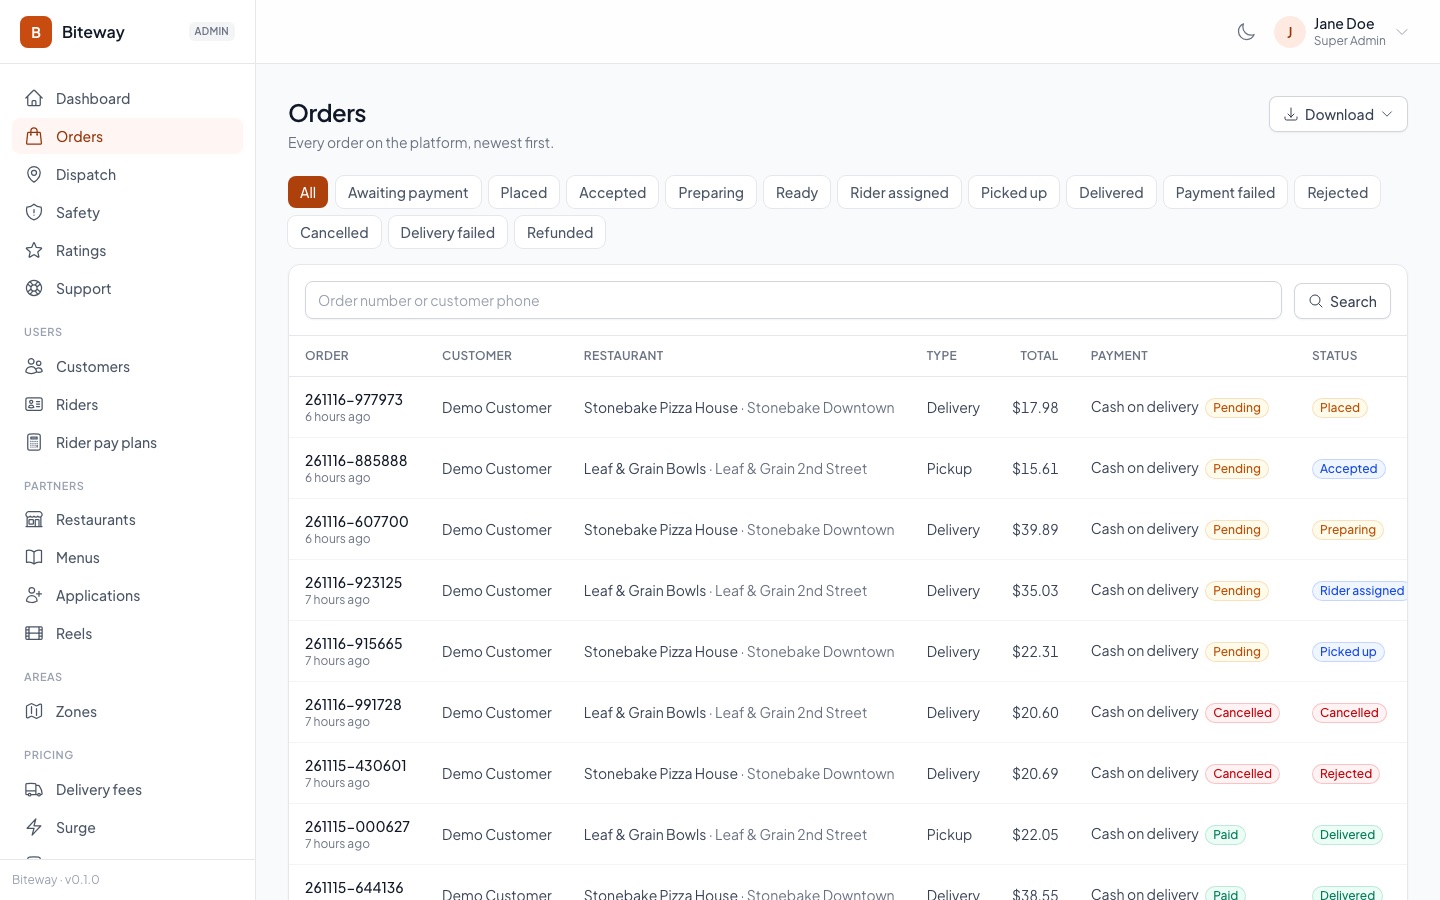 B Biteway ADMIN
Jane Doe
J
Super Admin
Dashboard
Orders
Dispatch
Safety
Ratings
Support
USERS
Customers
Riders
Rider pay plans
PARTNERS
Restaurants
Menus
Applications
Reels
AREAS
Zones
PRICING
Delivery fees
Surge
Biteway · v0.1.0
Orders
Every order on the platform, newest first.
Download
All Awaiting payment Placed Accepted Preparing Ready Rider assigned Picked up Delivered Payment failed Rejected
Cancelled Delivery failed Refunded
Order number or customer phone Search
ORDER CUSTOMER RESTAURANT TYPE TOTAL PAYMENT STATUS
261116-977973
6 hours ago
Demo Customer Stonebake Pizza House · Stonebake Downtown Delivery $17.98 Cash on delivery Pending Placed
261116-885888
6 hours ago
Demo Customer Leaf & Grain Bowls · Leaf & Grain 2nd Street Pickup $15.61 Cash on delivery Pending Accepted
261116-607700
6 hours ago
Demo Customer Stonebake Pizza House · Stonebake Downtown Delivery $39.89 Cash on delivery Pending Preparing
261116-923125
7 hours ago
Demo Customer Leaf & Grain Bowls · Leaf & Grain 2nd Street Delivery $35.03 Cash on delivery Pending Rider assigned
261116-915665
7 hours ago
Demo Customer Stonebake Pizza House · Stonebake Downtown Delivery $22.31 Cash on delivery Pending Picked up
261116-991728
7 hours ago
Demo Customer Leaf & Grain Bowls · Leaf & Grain 2nd Street Delivery $20.60 Cash on delivery Cancelled Cancelled
261115-430601
7 hours ago
Demo Customer Stonebake Pizza House · Stonebake Downtown Delivery $20.69 Cash on delivery Cancelled Rejected
261115-000627
7 hours ago
Demo Customer Leaf & Grain Bowls · Leaf & Grain 2nd Street Pickup $22.05 Cash on delivery Paid Delivered
261115-644136
Demo Customer Stonebake Pizza House · Stonebake Downtown Delivery $38.55 Cash on delivery Paid Delivered